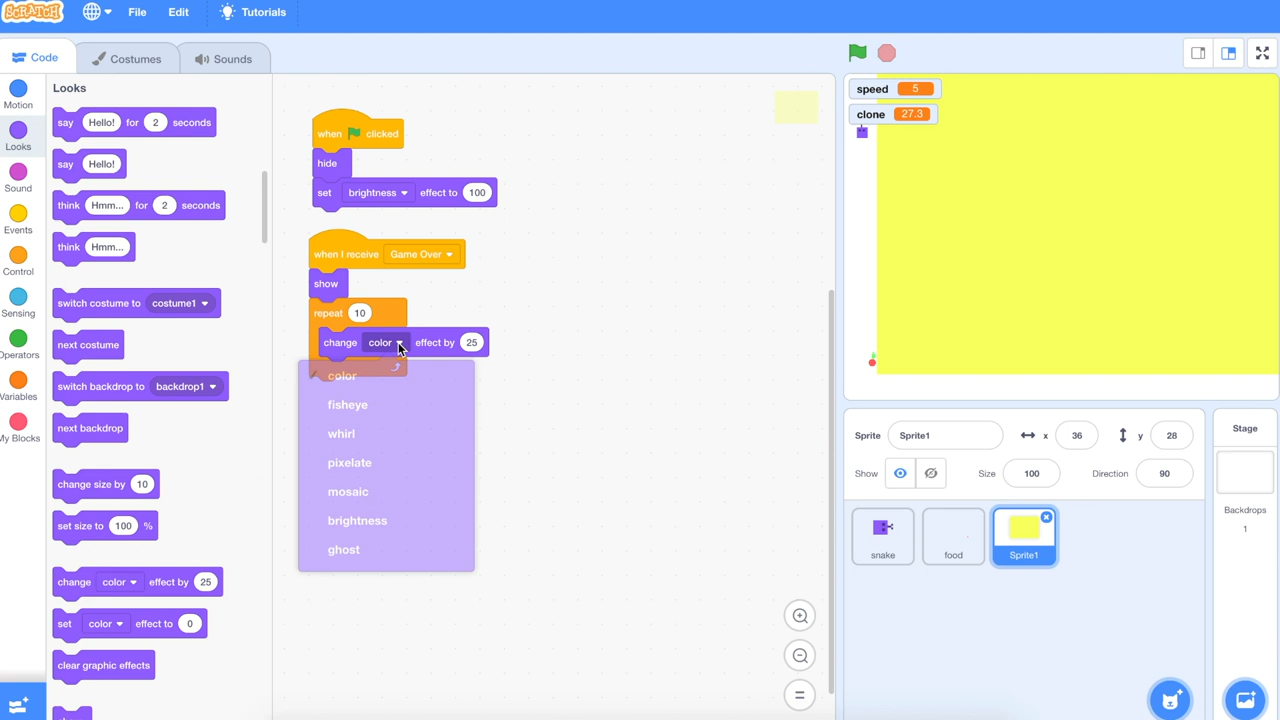 SCRATCH File Edit Tutorials
Code Costumes Sounds
Motion
Looks
Sound
Events
Control
Sensing
Operators
Variables
My Blocks
Looks
say Hello! for 2 seconds
say Hello!
think Hmm... for 2 seconds
think Hmm...
switch costume to costume1
next costume
switch backdrop to backdrop1
next backdrop
change size by 10
set size to 100 %
change color effect by 25
set color effect to 0
clear graphic effects
when clicked
hide
set brightness effect to 100
when I receive Game Over
show
repeat 10
change color effect by 25
color
fisheye
whirl
pixelate
mosaic
brightness
ghost
speed 5
clone 27.3
Sprite Sprite1 x 36 y 28
Show Size 100 Direction 90
snake food Sprite1
Stage
Backdrops
1